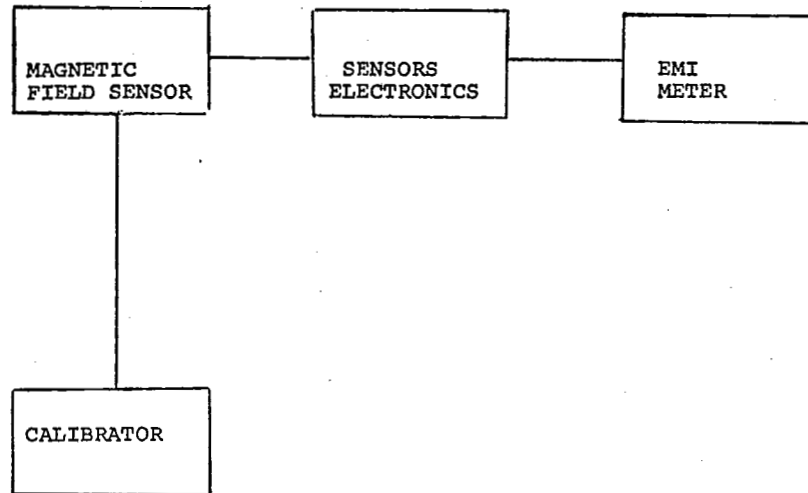 MAGNETIC
FIELD SENSOR
SENSORS
ELECTRONICS
EMI
METER
CALIBRATOR